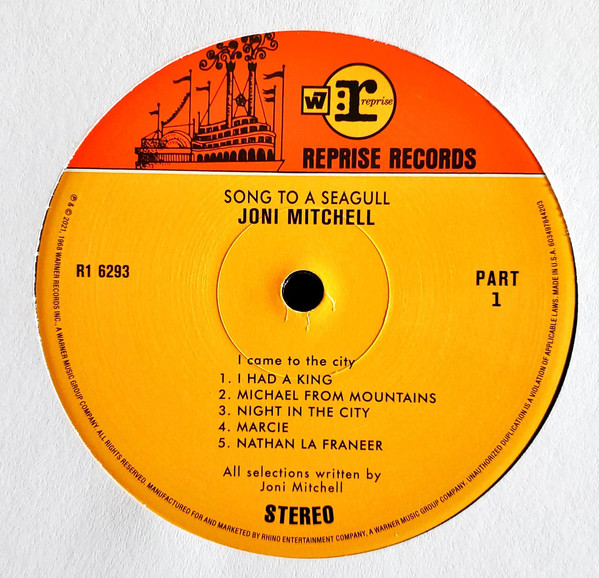 W7
r
reprise
REPRISE RECORDS
SONG TO A SEAGULL
JONI MITCHELL
R1 6293
PART
1
I came to the city
1. I HAD A KING
2. MICHAEL FROM MOUNTAINS
3. NIGHT IN THE CITY
4. MARCIE
5. NATHAN LA FRANEER
All selections written by
Joni Mitchell
STEREO
℗ & © 2021, 1968 WARNER RECORDS INC., A WARNER MUSIC GROUP COMPANY. ALL RIGHTS RESERVED. MANUFACTURED FOR AND MARKETED BY RHINO ENTERTAINMENT COMPANY, A WARNER MUSIC GROUP COMPANY. UNAUTHORIZED DUPLICATION IS A VIOLATION OF APPLICABLE LAWS. MADE IN U.S.A. 603497844203